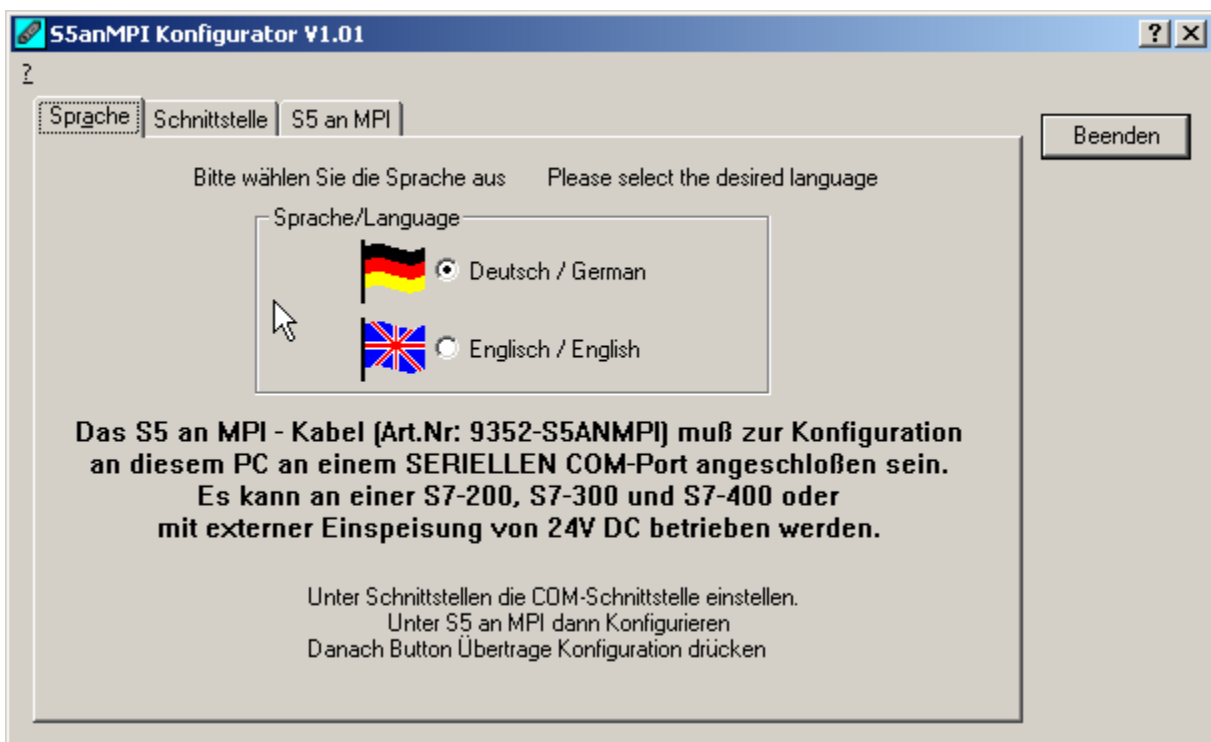 S5anMPI Konfigurator V1.01
?
Sprache Schnittstelle S5 an MPI
Beenden
Bitte wählen Sie die Sprache aus Please select the desired language
Sprache/Language
Deutsch / German
Englisch / English
Das S5 an MPI - Kabel (Art.Nr: 9352-S5ANMPI) muß zur Konfiguration
an diesem PC an einem SERIELLEN COM-Port angeschloßen sein.
Es kann an einer S7-200, S7-300 und S7-400 oder
mit externer Einspeisung von 24V DC betrieben werden.
Unter Schnittstellen die COM-Schnittstelle einstellen.
Unter S5 an MPI dann Konfigurieren
Danach Button Übertrage Konfiguration drücken